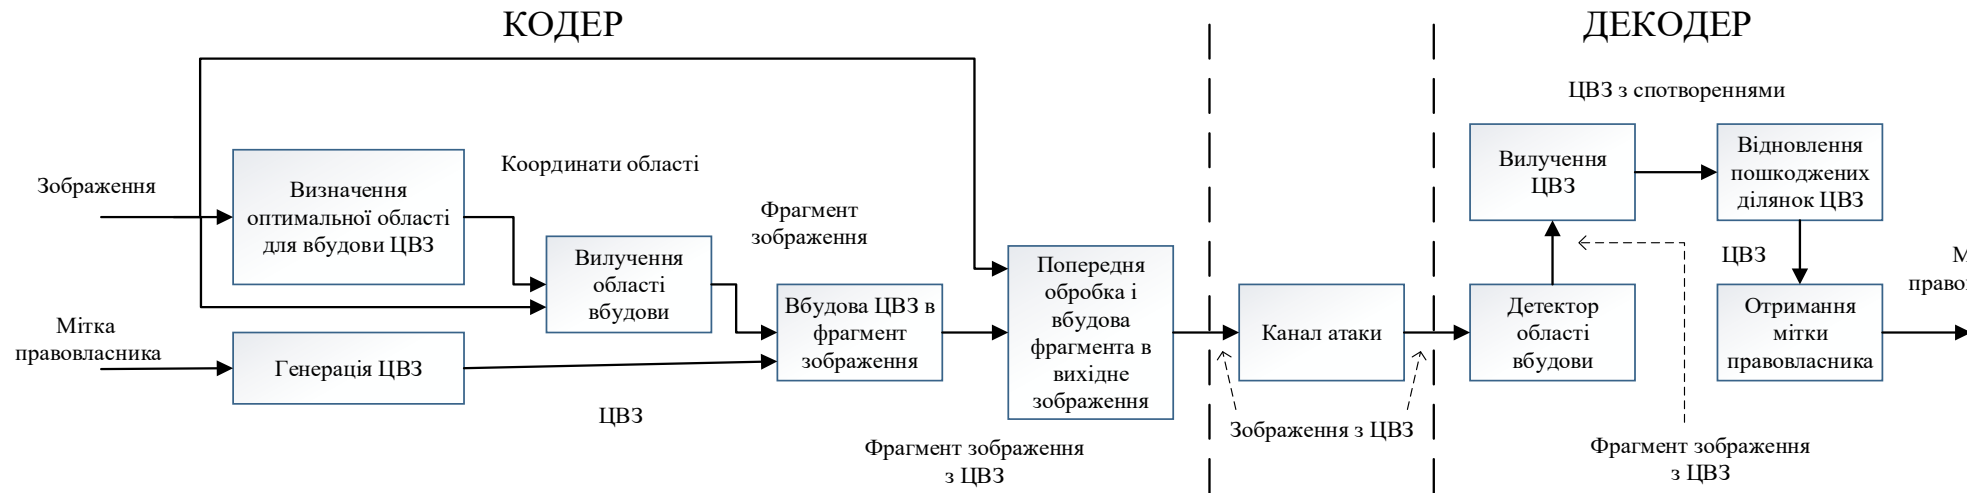 КОДЕР
ДЕКОДЕР
ЦВЗ з спотвореннями
Зображення
Визначення
оптимальної області
для вбудови ЦВЗ
Координати області
Вилучення
області
вбудови
Фрагмент
зображення
Мітка
правовласника
Генерація ЦВЗ
ЦВЗ
Вбудова ЦВЗ в
фрагмент
зображення
Фрагмент зображення
з ЦВЗ
Попередня
обробка і
вбудова
фрагмента в
вихідне
зображення
Канал атаки
Зображення з ЦВЗ
Детектор
області
вбудови
Фрагмент зображення
з ЦВЗ
Вилучення
ЦВЗ
Відновлення
пошкоджених
ділянок ЦВЗ
ЦВЗ
Отримання
мітки
правовласника